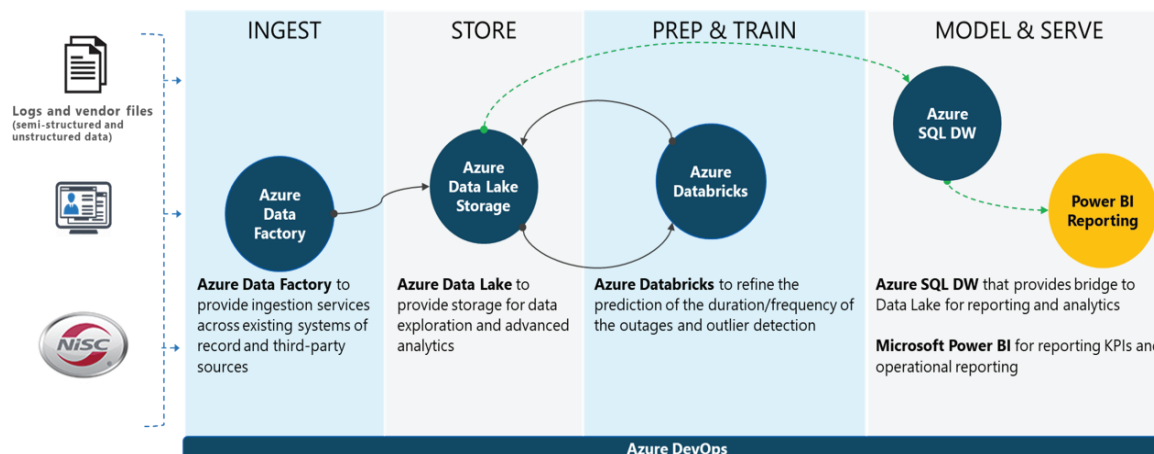 INGEST
STORE
PREP & TRAIN
MODEL & SERVE
Logs and vendor files
(semi-structured and
unstructured data)
NISC
Azure
Data
Factory
Azure
Data Lake
Storage
Azure
Databricks
Azure
SQL DW
Power BI
Reporting
Azure Data Factory to
provide ingestion services
across existing systems of
record and third-party
sources
Azure Data Lake to
provide storage for data
exploration and advanced
analytics
Azure Databricks to refine the
prediction of the duration/frequency of
the outages and outlier detection
Azure SQL DW that provides bridge to
Data Lake for reporting and analytics
Microsoft Power BI for reporting KPIs and
operational reporting
Azure DevOps